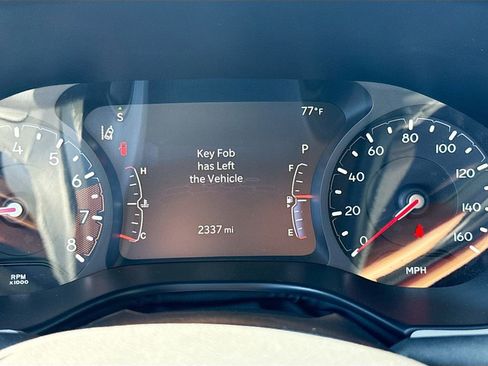 77°F
S
P
Key Fob
has Left
the Vehicle
H
F
C
E
2337 mi
4 5 6 7 8
RPM
x1000
0 20 40 60 80 100 120 140 160
MPH